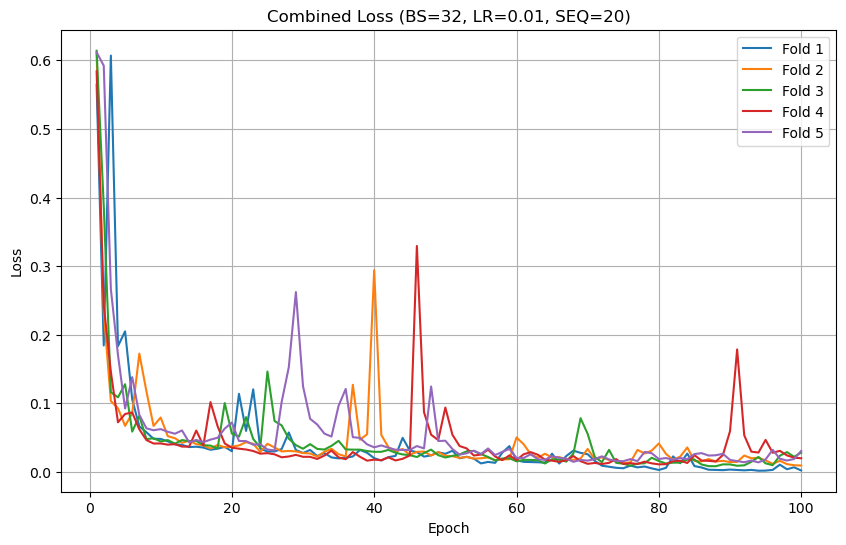 Combined Loss (BS=32, LR=0.01, SEQ=20)
Fold 1
Fold 2
Fold 3
Fold 4
Fold 5
0.6
0.5
0.4
0.3
0.2
0.1
0.0
Loss
0 20 40 60 80 100
Epoch